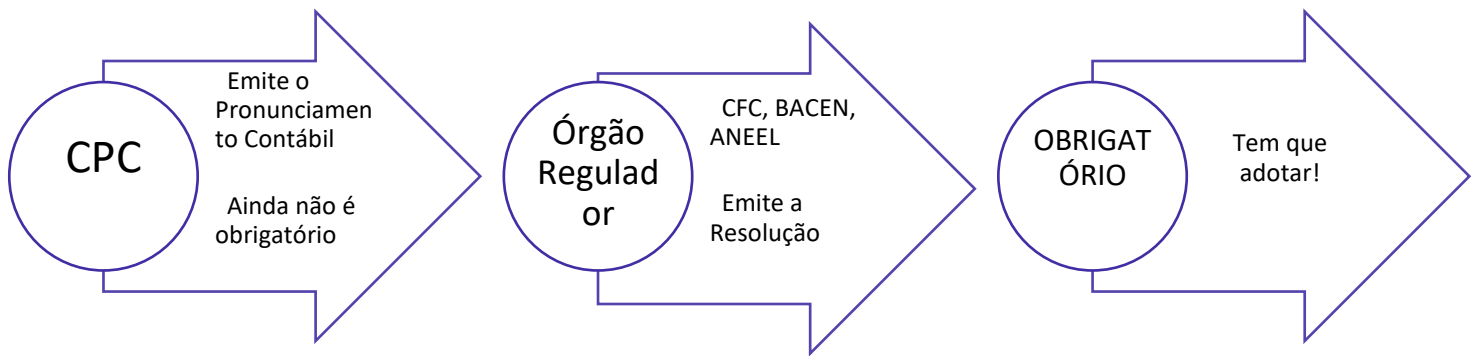 CPC
Emite o
Pronunciamen
to Contábil
Ainda não é
obrigatório
Órgão
Regulad
or
CFC, BACEN,
ANEEL
Emite a
Resolução
OBRIGAT
ÓRIO
Tem que
adotar!